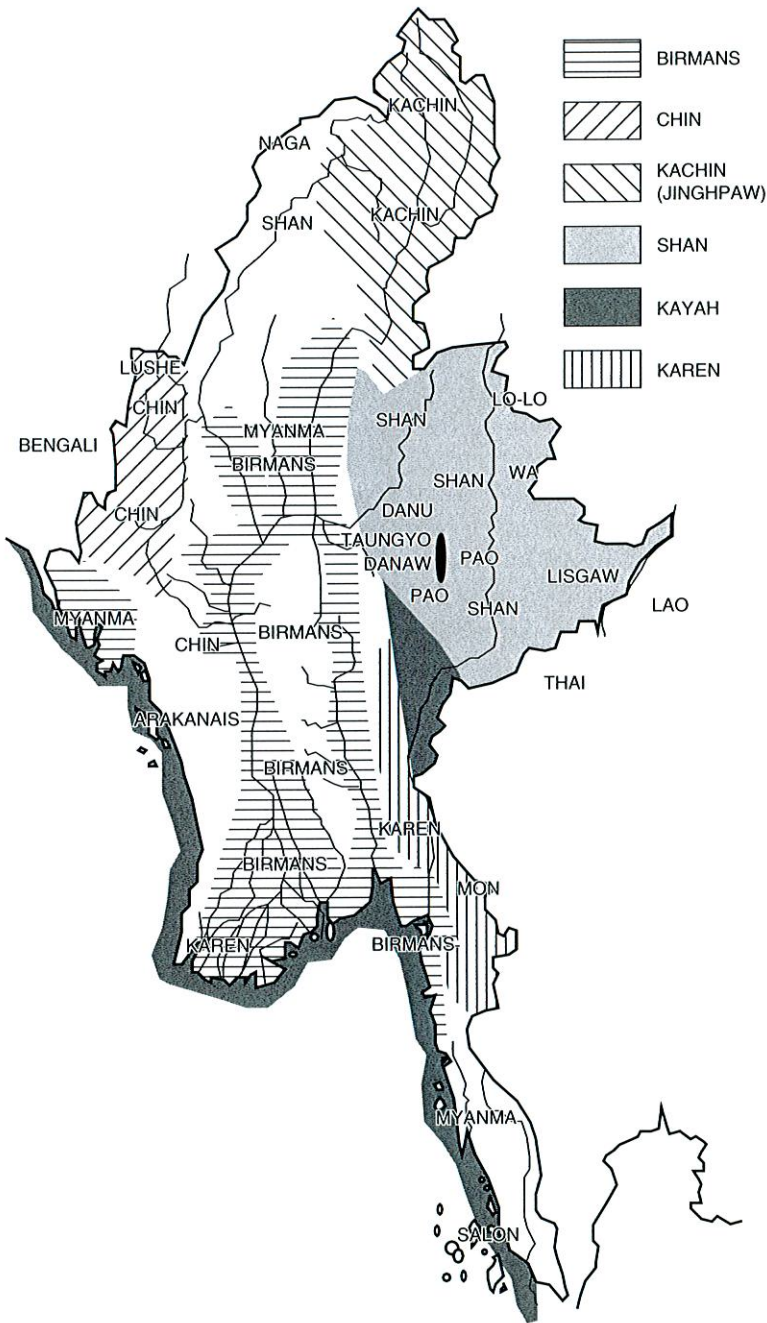 BIRMANS
CHIN
KACHIN
(JINGHPAW)
SHAN
KAYAH
KAREN
KACHIN
NAGA
KACHIN
SHAN
LUSHE
LO-LO
CHIN
SHAN
MYANMA
BENGALI
BIRMANS
SHAN
WA
CHIN
DANU
TAUNGYO
DANAW
PAO
LISGAW
PAO
LAO
SHAN
MYANMA
BIRMANS
CHIN
THAI
ARAKANAIS
BIRMANS
KAREN
BIRMANS
MON
KAREN
BIRMANS
MYANMA
SALON